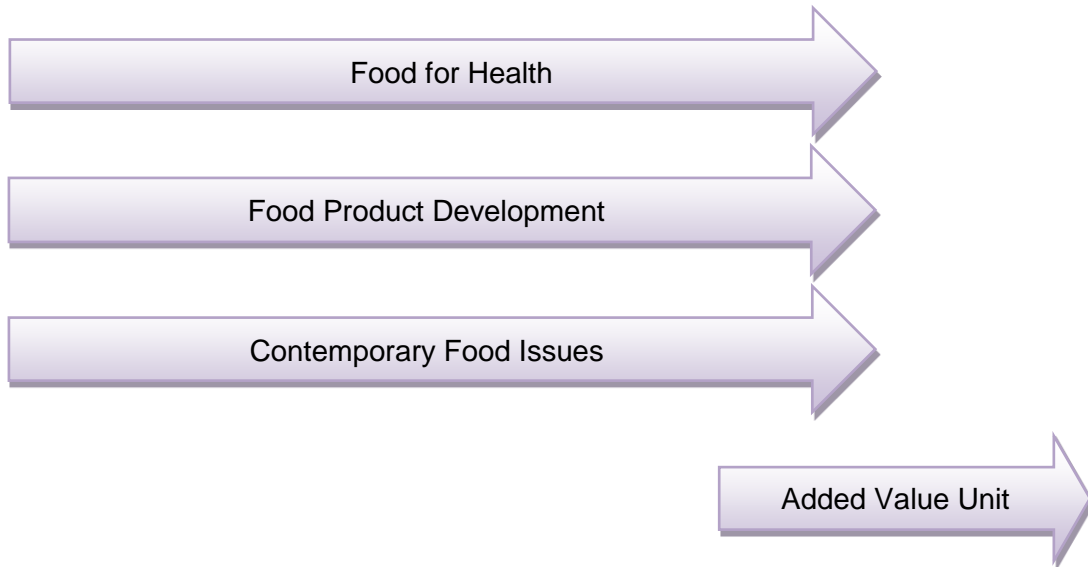 Food for Health
Food Product Development
Contemporary Food Issues
Added Value Unit